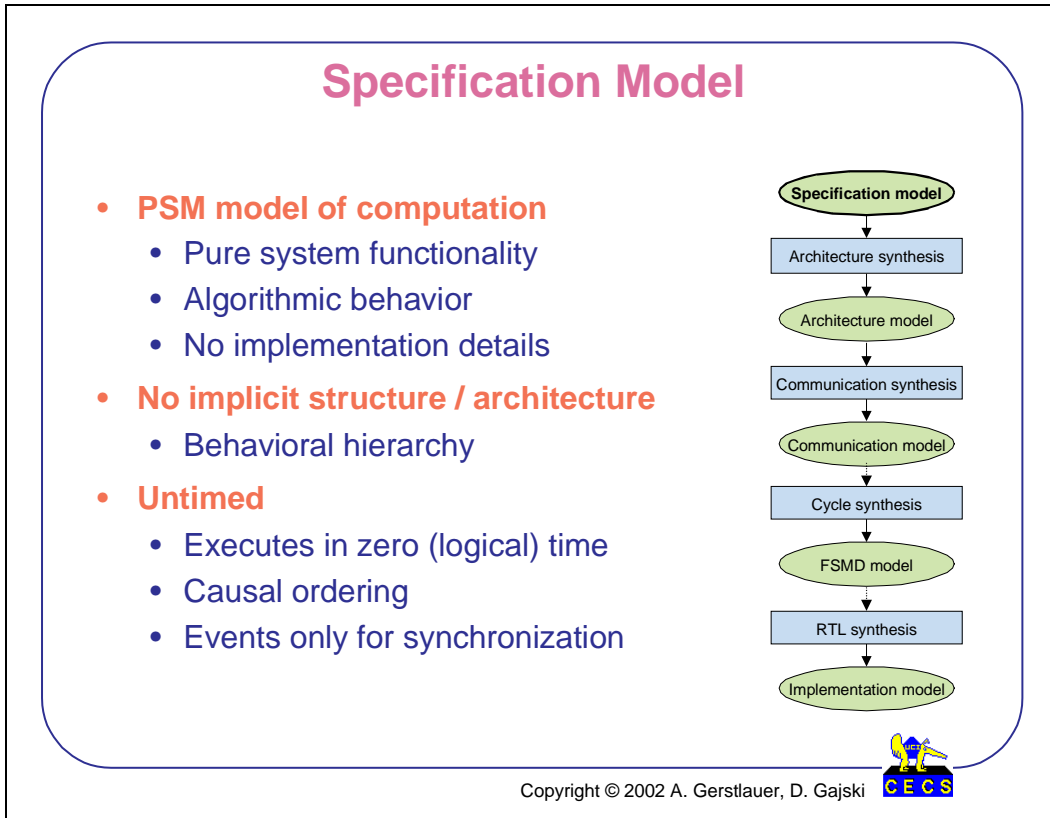 Specification Model
• PSM model of computation
• Pure system functionality
• Algorithmic behavior
• No implementation details
• No implicit structure / architecture
• Behavioral hierarchy
• Untimed
• Executes in zero (logical) time
• Causal ordering
• Events only for synchronization
Specification model
Architecture synthesis
Architecture model
Communication synthesis
Communication model
Cycle synthesis
FSMD model
RTL synthesis
Implementation model
Copyright © 2002 A. Gerstlauer, D. Gajski
UCI
CECS